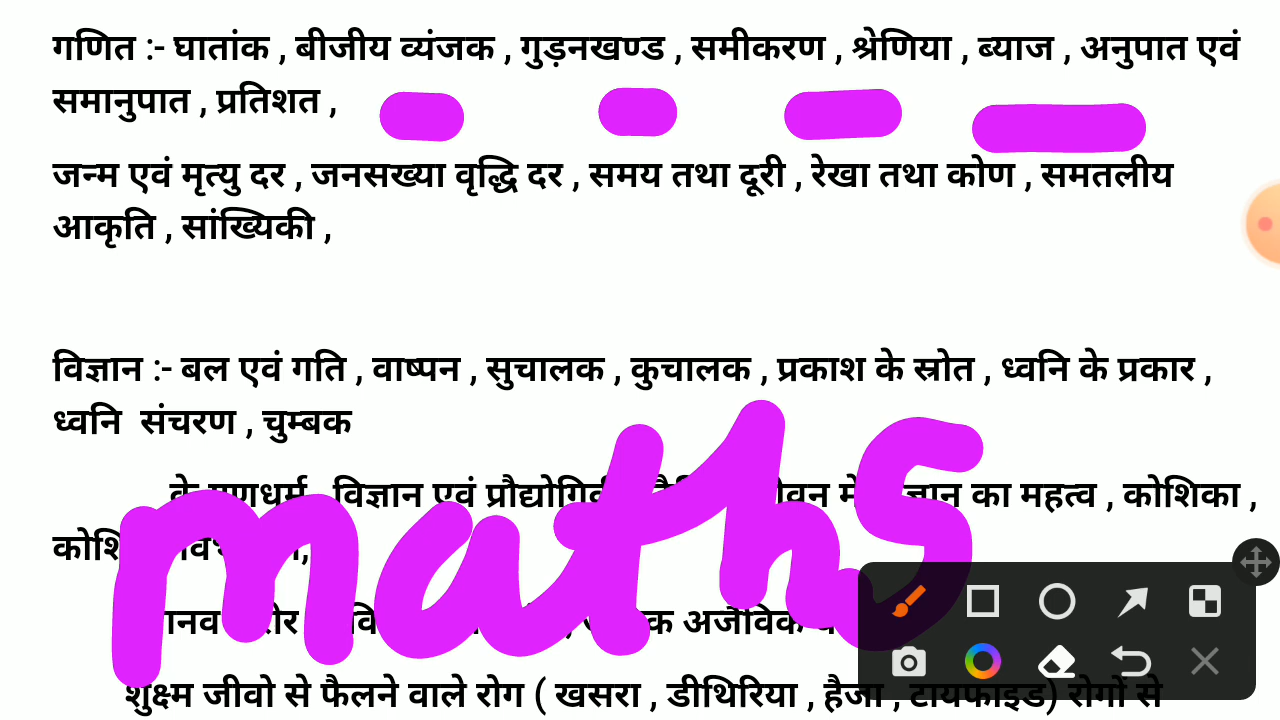 गणित :- घातांक , बीजीय व्यंजक , गुड़नखण्ड , समीकरण , श्रेणिया , ब्याज , अनुपात एवं
समानुपात , प्रतिशत ,
जन्म एवं मृत्यु दर , जनसख्या वृद्धि दर , समय तथा दूरी , रेखा तथा कोण , समतलीय
आकृति , सांख्यिकी ,
विज्ञान :- बल एवं गति , वाष्पन , सुचालक , कुचालक , प्रकाश के स्रोत , ध्वनि के प्रकार ,
ध्वनि संचरण , चुम्बक
विज्ञान एवं का महत्व , कोशिका ,
maths
अजैविक
शुक्ष्म जीवो से फैलने वाले रोग ( खसरा , डीथिरिया , हैजा , टायफाइड) रोगों से